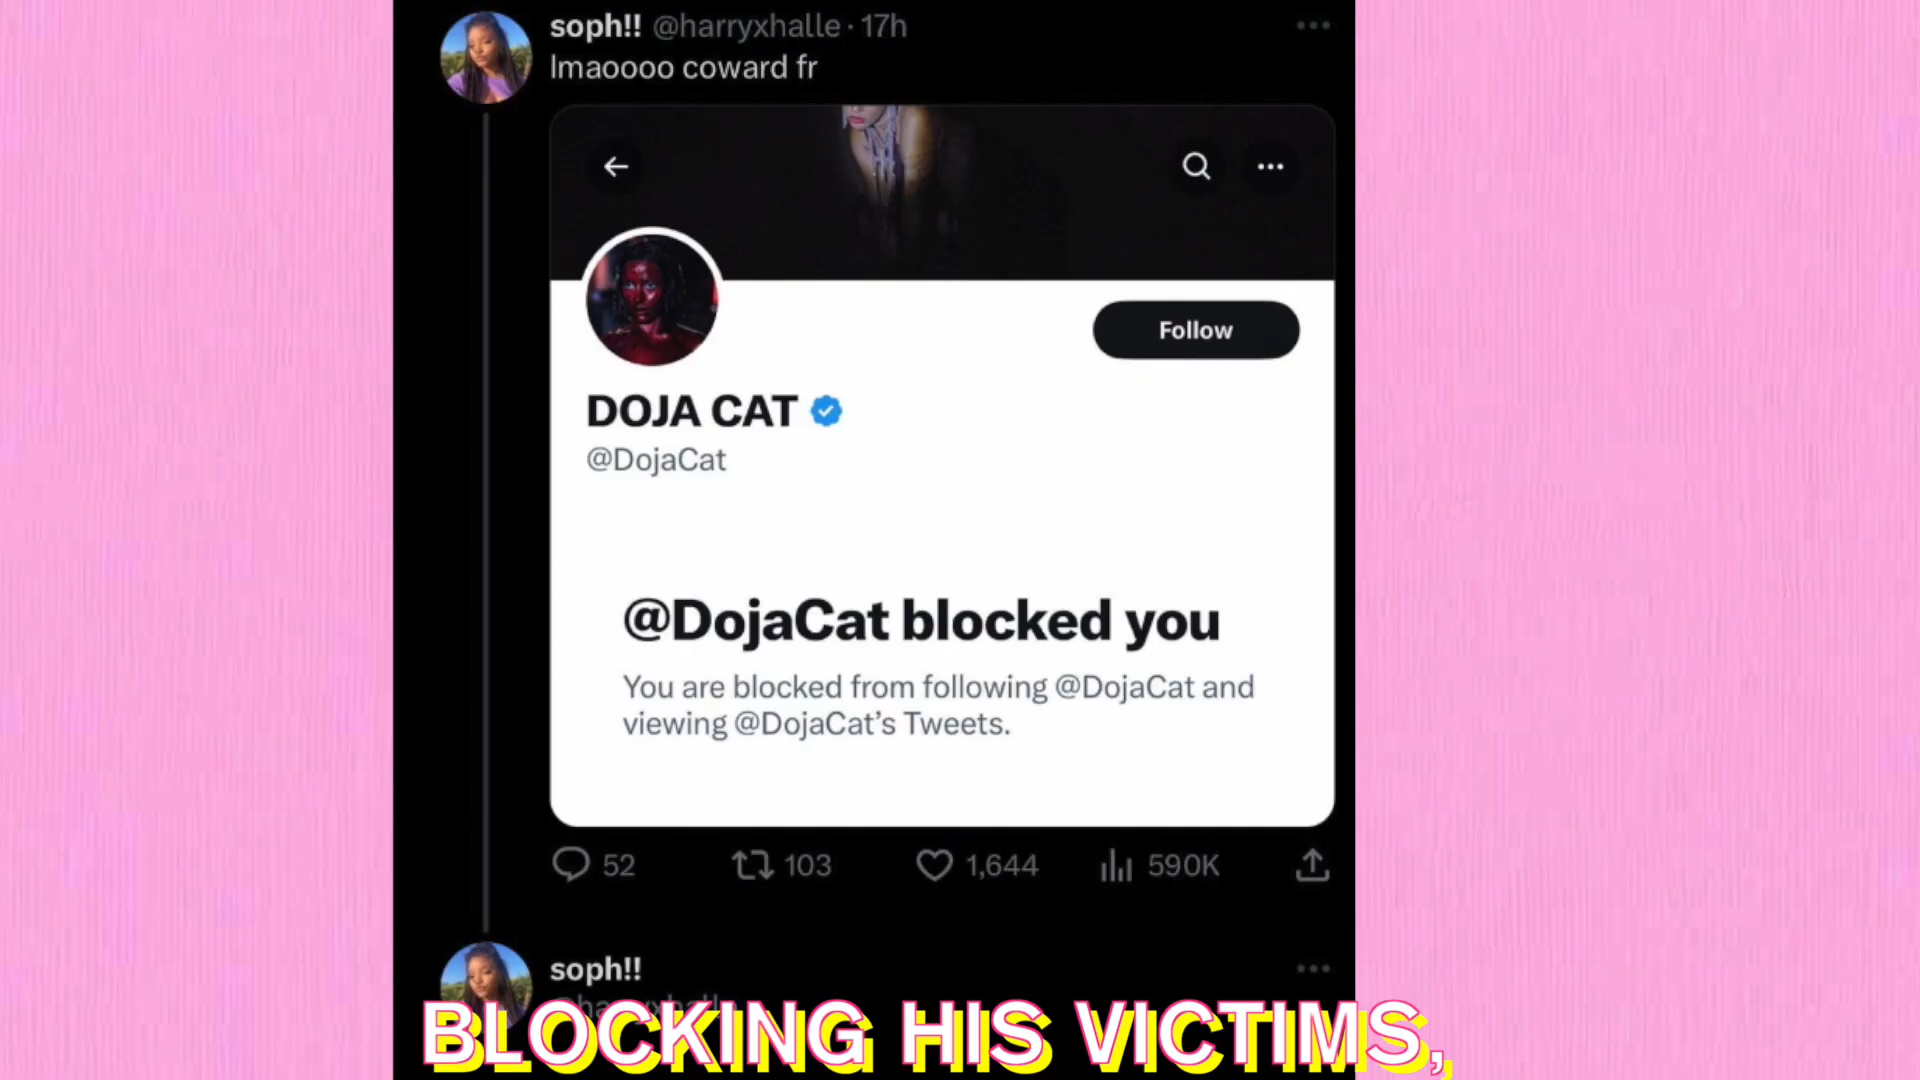 soph!! @harryxhalle · 17h
lmaoooo coward fr
Follow
DOJA CAT
@DojaCat
@DojaCat blocked you
You are blocked from following @DojaCat and
viewing @DojaCat’s Tweets.
52 103 1,644 590K
soph!!
@harryxhalle
BLOCKING HIS VICTIMS,